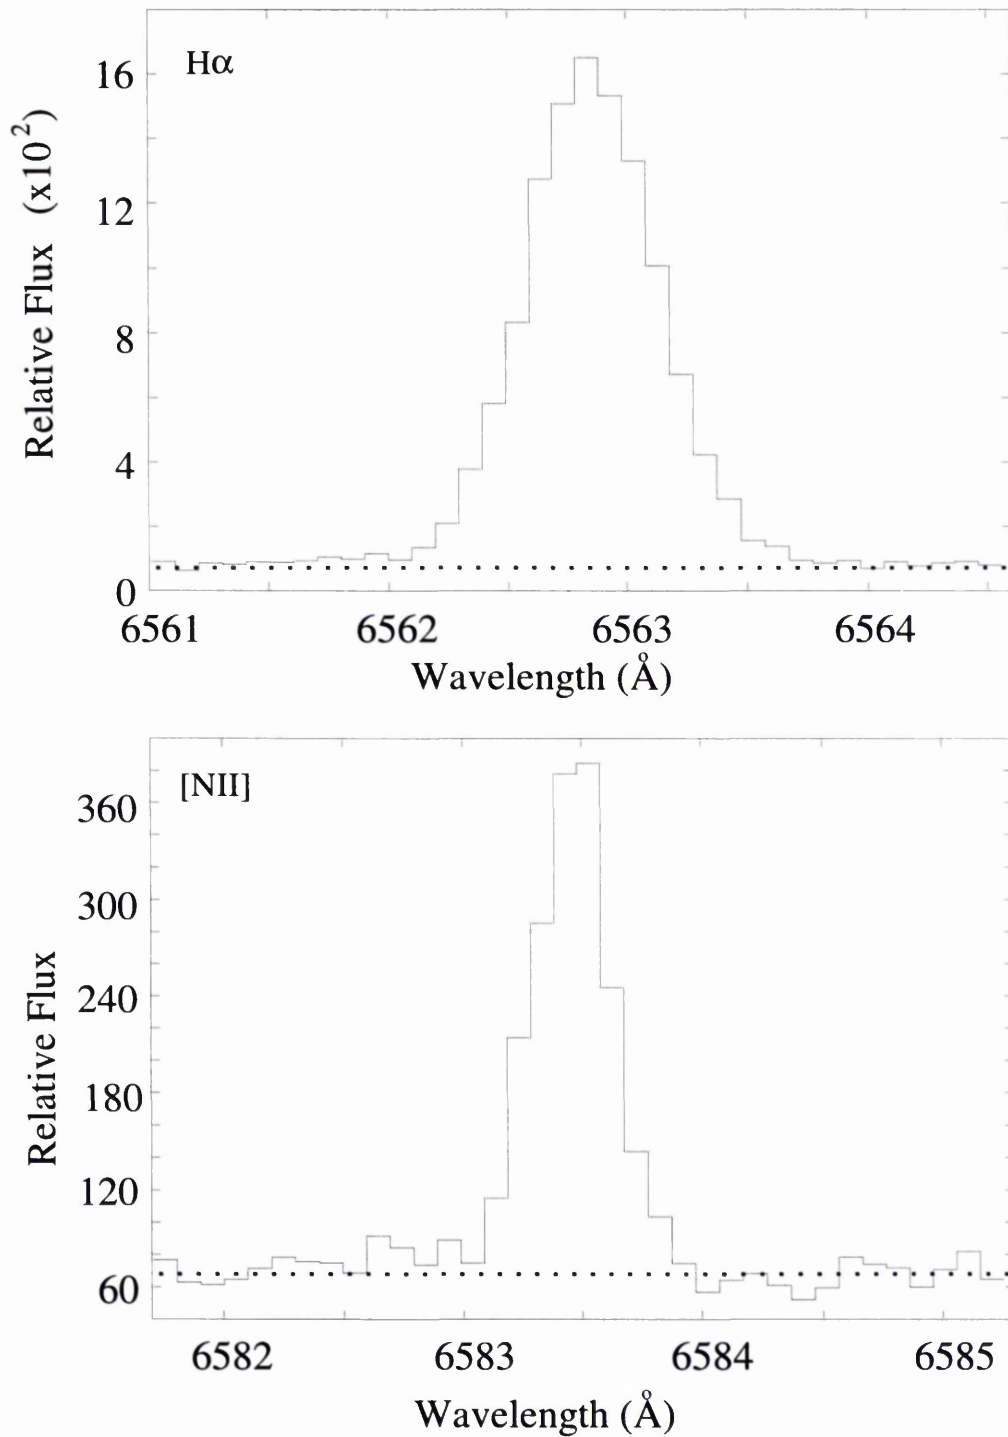 Hα
Relative Flux (x10²)
16
12
8
4
0
6561 6562 6563 6564
Wavelength (Å)
[NII]
Relative Flux
360
300
240
180
120
60
6582 6583 6584 6585
Wavelength (Å)